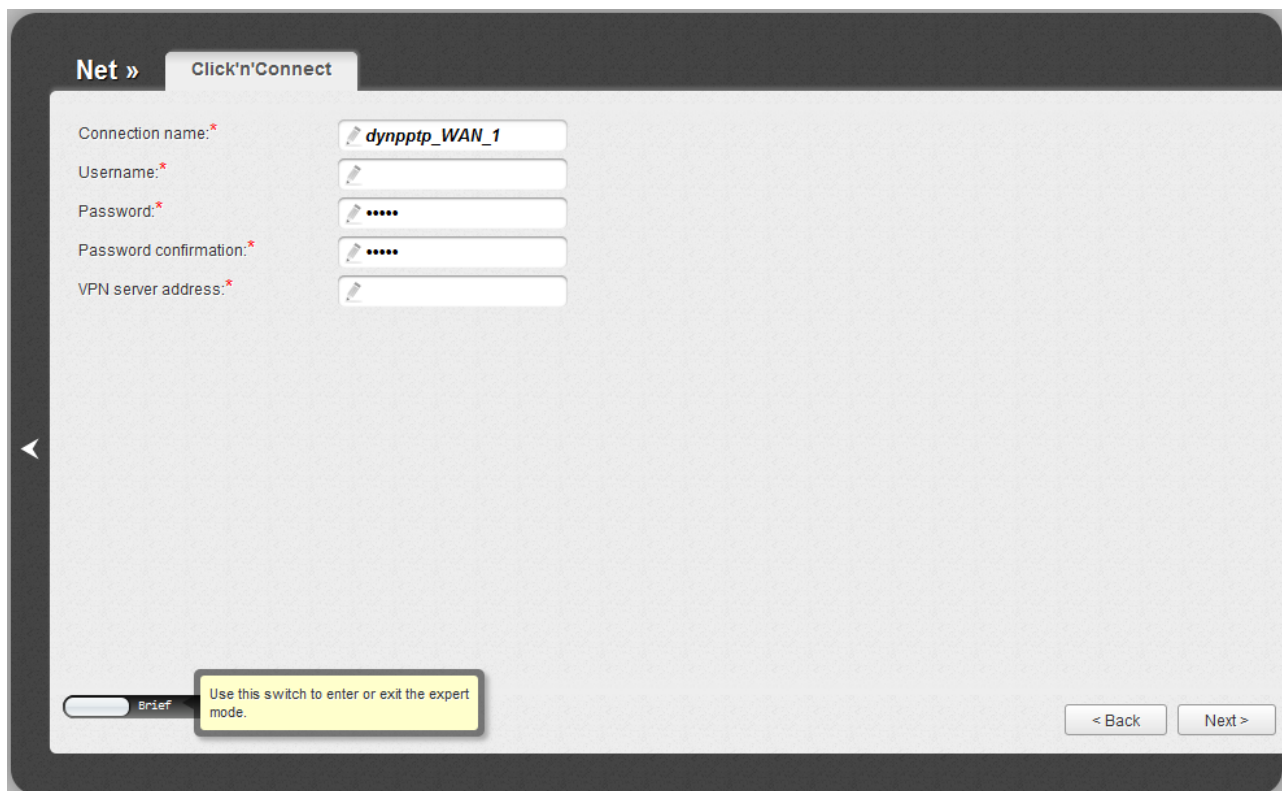 Net » Click'n'Connect
Connection name:* dynpptp_WAN_1
Username:*
Password:* •••••
Password confirmation:* •••••
VPN server address:*
Use this switch to enter or exit the expert
Brief
mode.
< Back Next >